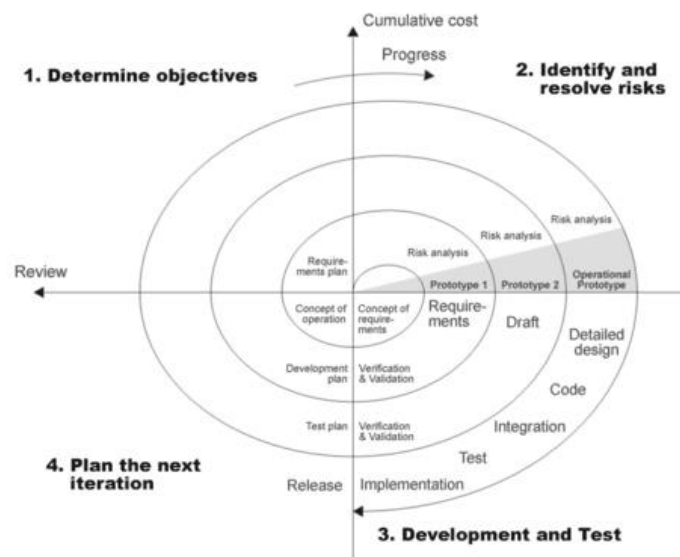 Cumulative cost
Progress
1. Determine objectives
2. Identify and
resolve risks
Risk analysis
Risk analysis
Risk analysis
Review
Require-
ments plan
Prototype 1
Prototype 2
Operational
Prototype
Concept of
operation
Concept of
require-
ments
Require-
ments
Draft
Detailed
design
Development
plan
Verification
& Validation
Code
Test plan
Verification
& Validation
Integration
Test
4. Plan the next
iteration
Release
Implementation
3. Development and Test